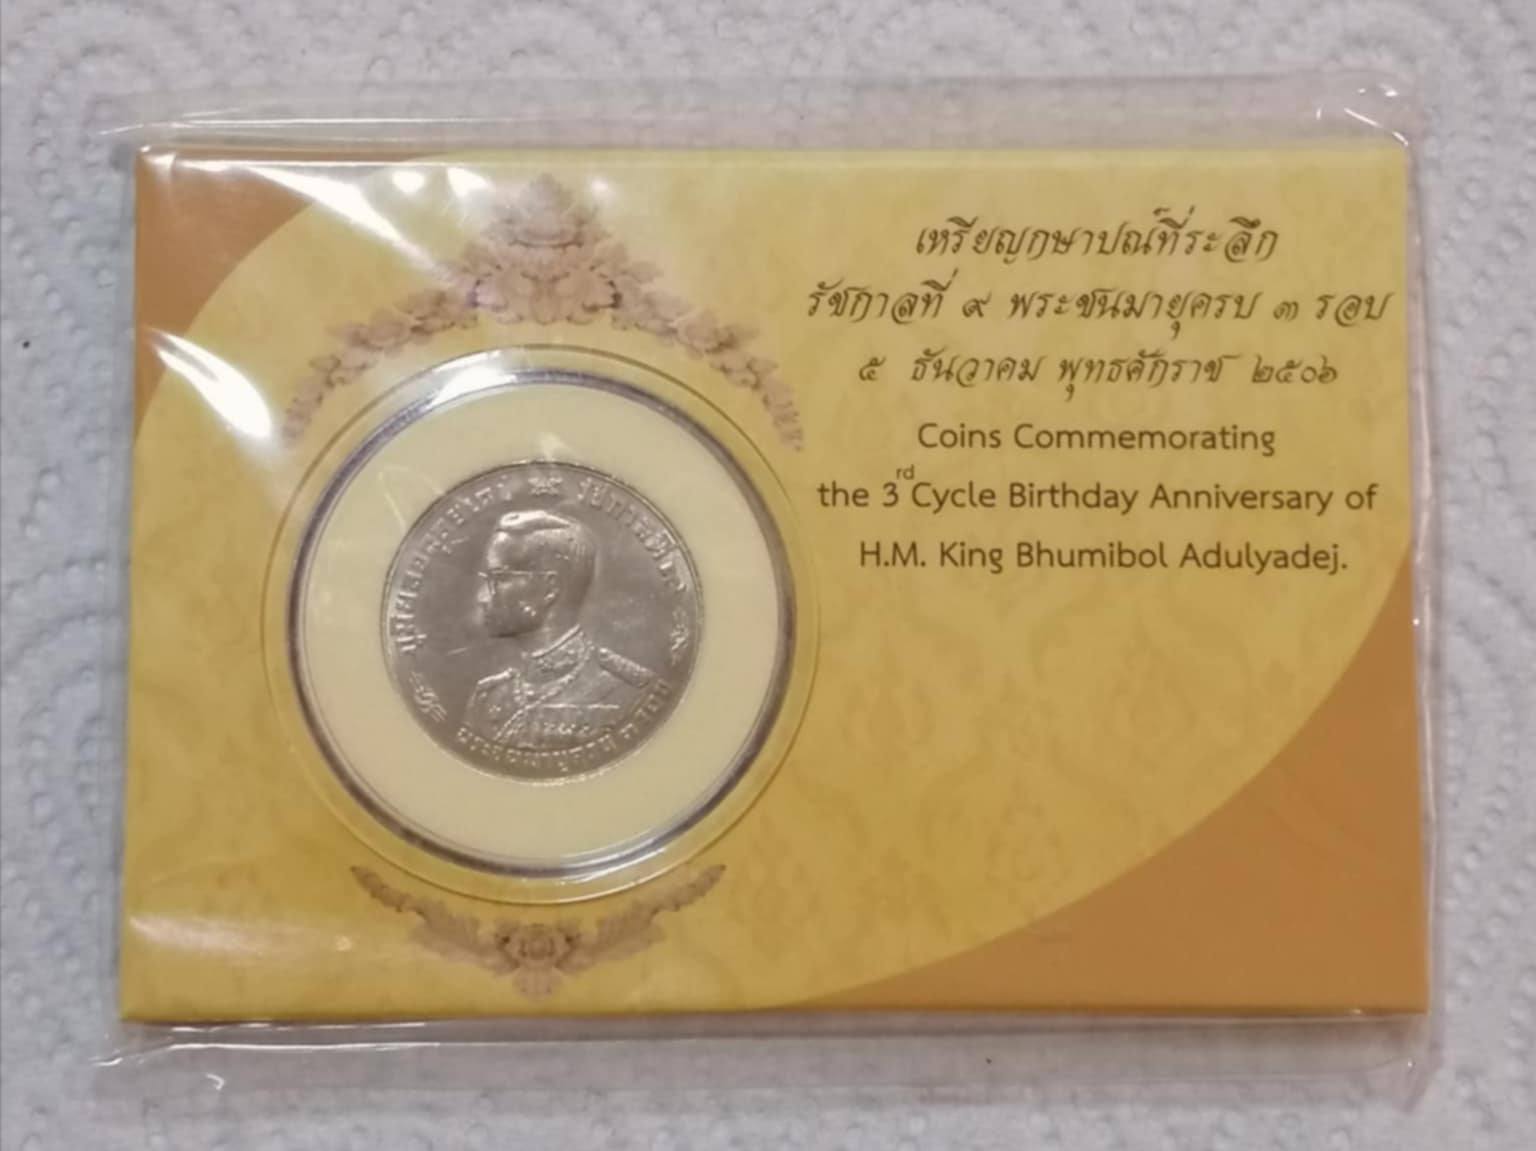 เหรียญกษาปณ์ที่ระลึก
รัชกาลที่ ๙ พระชนมายุครบ ๓ รอบ
๕ ธันวาคม พุทธศักราช ๒๕๐๖
Coins Commemorating
the 3rd Cycle Birthday Anniversary of
H.M. King Bhumibol Adulyadej.